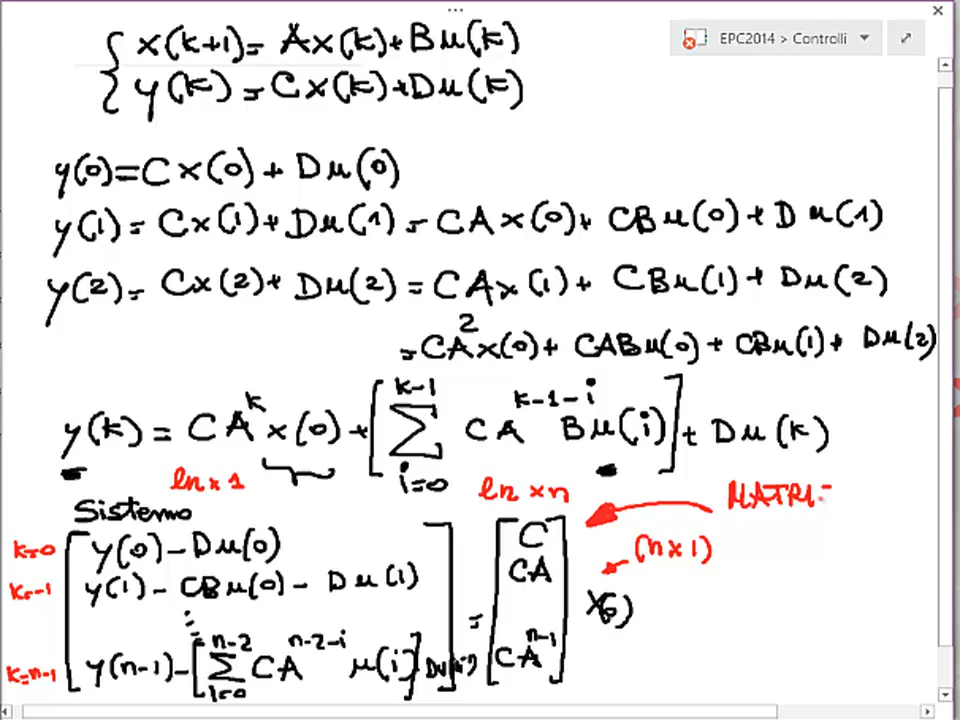 EPC2014 > Controlli
x(k+1) = Ax(k) + Bu(k)
y(k) = Cx(k) + Du(k)
y(0) = Cx(0) + Du(0)
y(1) = Cx(1) + Du(1) = CAx(0) + CBu(0) + Du(1)
y(2) = Cx(2) + Du(2) = CAx(1) + CBu(1) + Du(2)
= CA²x(0) + CABu(0) + CBu(1) + Du(2)
y(k) = CA^k x(0) + [∑_{i=0}^{k-1} CA^{k-1-i} Bu(i)] + Du(k)
ln×1 ln×n MATRI
Sistema
(n×1)
k=0 y(0) - Du(0) C
k=1 y(1) - CBu(0) - Du(1) = CA x(0)
⋮
k=n-1 y(n-1) - [∑_{i=0}^{n-2} CA^{n-2-i} u(i)] CA^{n-1}